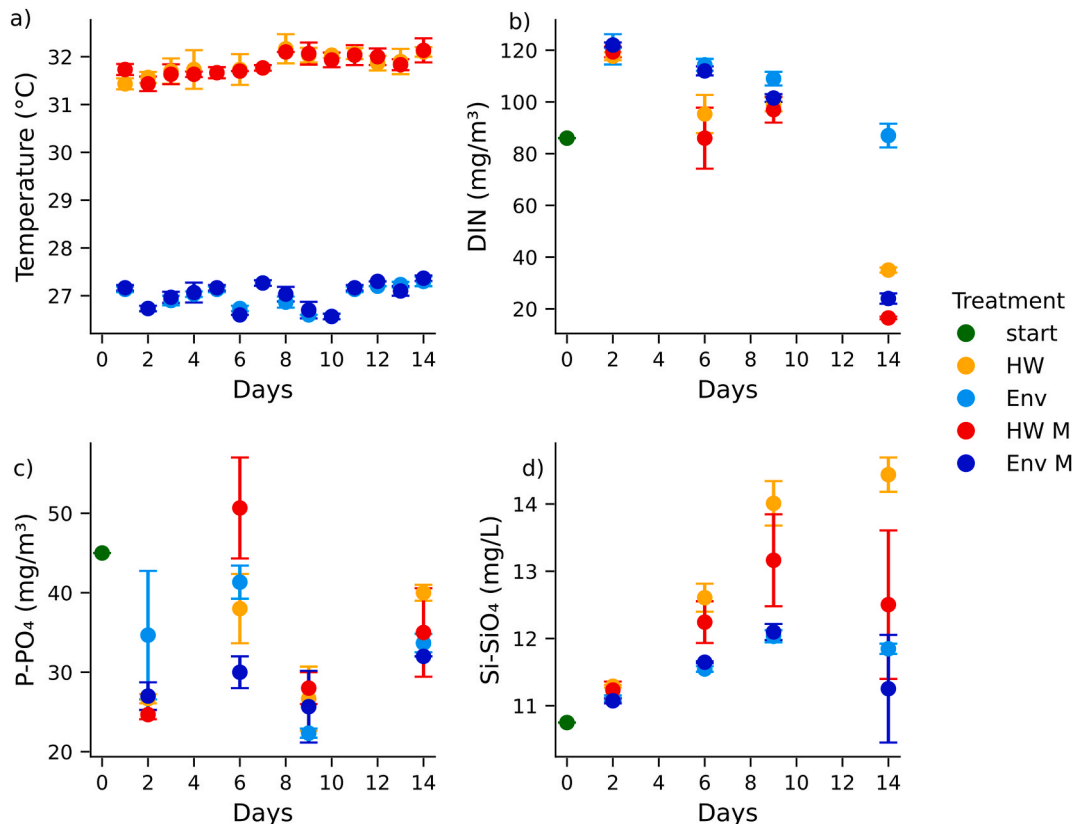 a)
Temperature (°C)
32
31
30
29
28
27
0 2 4 6 8 10 12 14
Days
b)
DIN (mg/m³)
120
100
80
60
40
20
0 2 4 6 8 10 12 14
Days
Treatment
start
HW
Env
HW M
Env M
c)
P-PO₄ (mg/m³)
50
40
30
20
0 2 4 6 8 10 12 14
Days
d)
Si-SiO₄ (mg/L)
14
13
12
11
0 2 4 6 8 10 12 14
Days